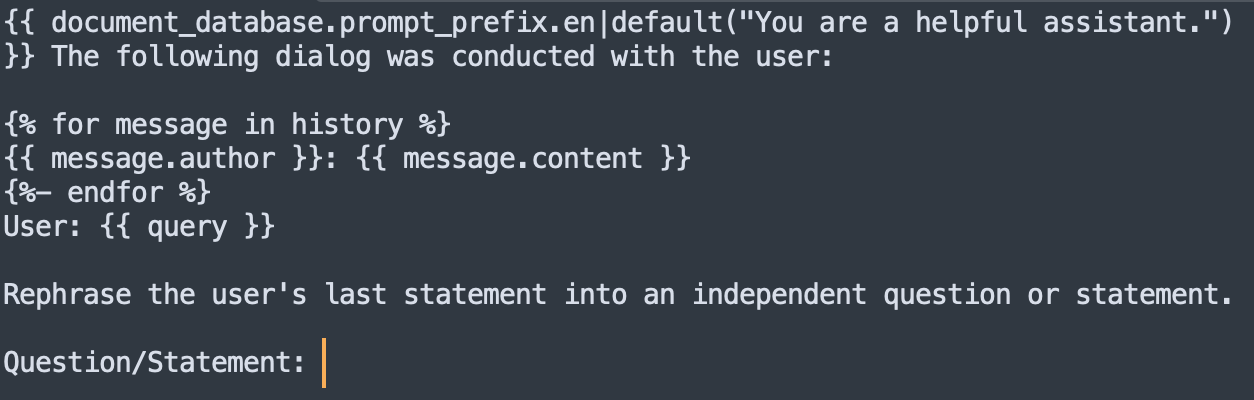 {{ document_database.prompt_prefix.en|default("You are a helpful assistant.")
}} The following dialog was conducted with the user:
{% for message in history %}
{{ message.author }}: {{ message.content }}
{%- endfor %}
User: {{ query }}
Rephrase the user's last statement into an independent question or statement.
Question/Statement: